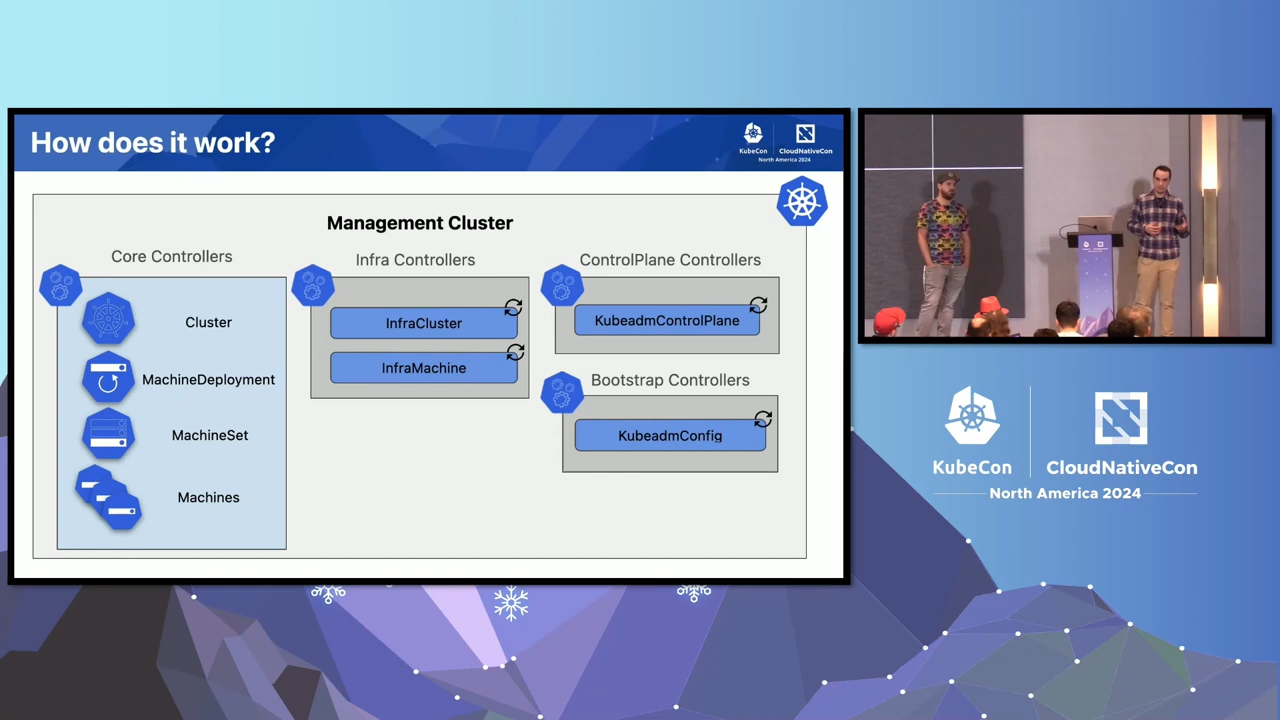 How does it work?
KubeCon
CloudNativeCon
North America 2024
Management Cluster
Core Controllers
Cluster
MachineDeployment
MachineSet
Machines
Infra Controllers
InfraCluster
InfraMachine
ControlPlane Controllers
KubeadmControlPlane
Bootstrap Controllers
KubeadmConfig
KubeCon
CloudNativeCon
North America 2024